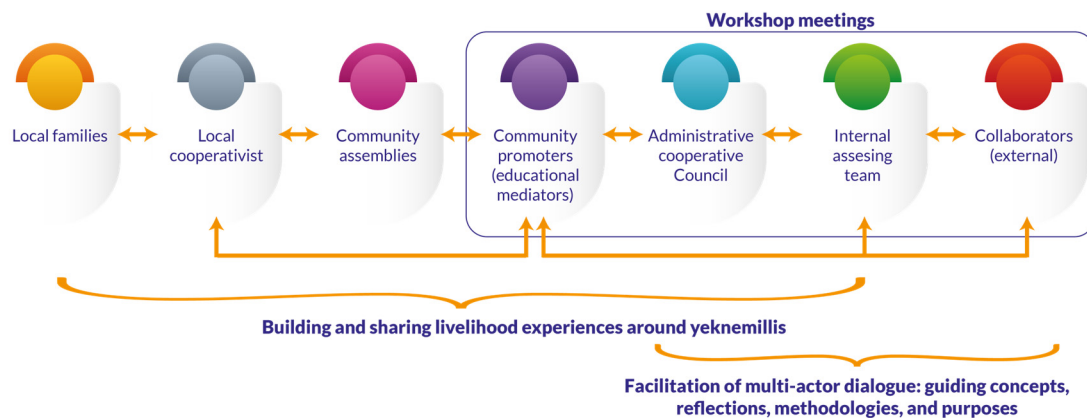 Workshop meetings
Local families
Local
cooperativist
Community
assemblies
Community
promoters
(educational
mediators)
Administrative
cooperative
Council
Internal
assesing
team
Collaborators
(external)
Building and sharing livelihood experiences around yeknemillis
Facilitation of multi-actor dialogue: guiding concepts,
reflections, methodologies, and purposes